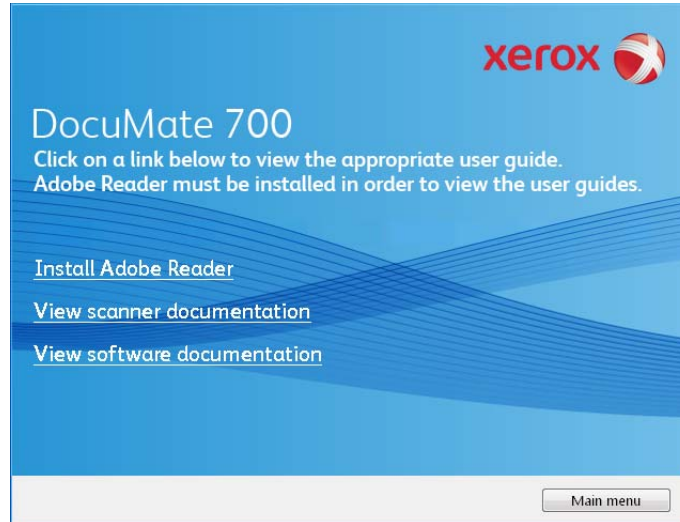 xerox
DocuMate 700
Click on a link below to view the appropriate user guide.
Adobe Reader must be installed in order to view the user guides.
Install Adobe Reader
View scanner documentation
View software documentation
Main menu